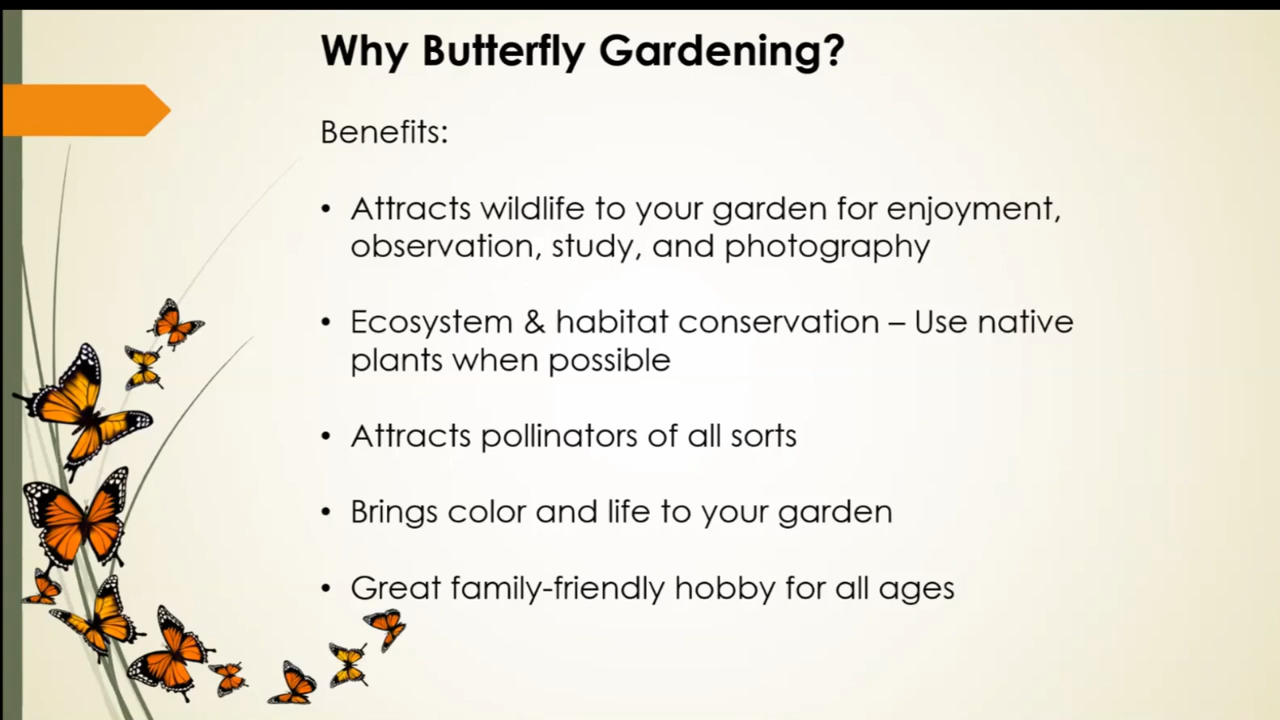 Why Butterfly Gardening?
Benefits:
• Attracts wildlife to your garden for enjoyment,
observation, study, and photography
• Ecosystem & habitat conservation – Use native
plants when possible
• Attracts pollinators of all sorts
• Brings color and life to your garden
• Great family-friendly hobby for all ages